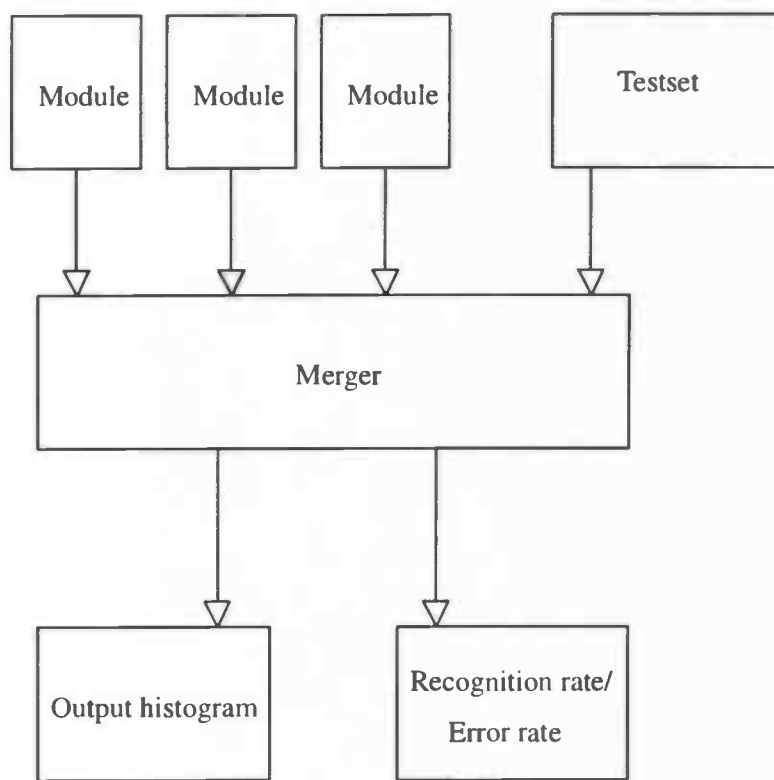 Module
Module
Module
Testset
Merger
Output histogram
Recognition rate/
Error rate